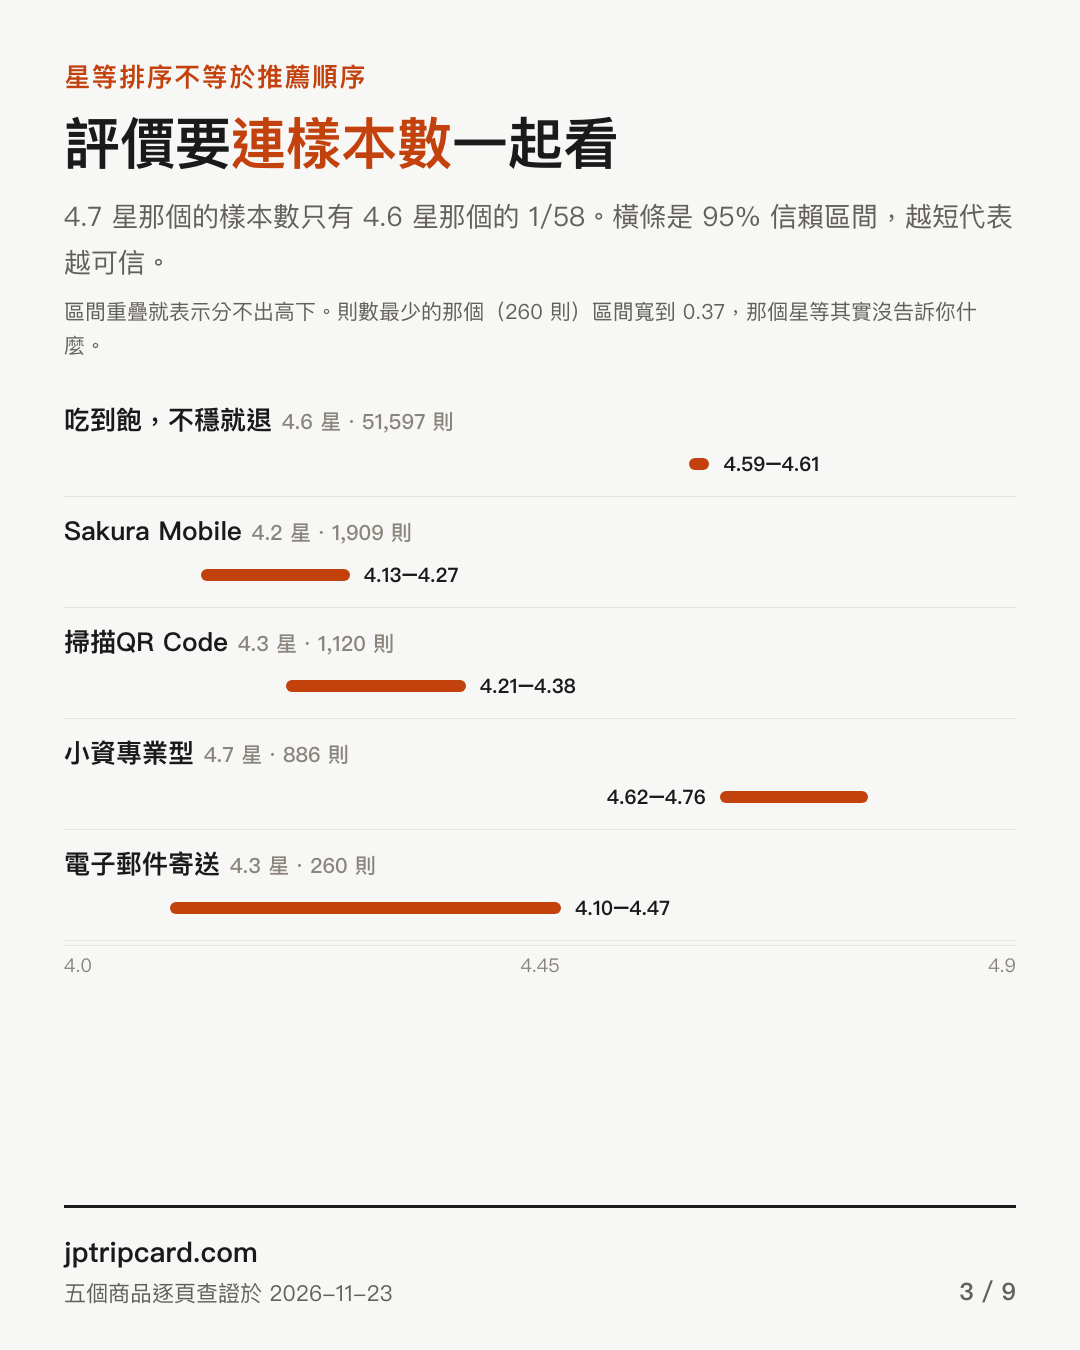 星等排序不等於推薦順序
評價要連樣本數一起看
4.7 星那個的樣本數只有 4.6 星那個的 1/58。橫條是 95% 信賴區間，越短代表
越可信。
區間重疊就表示分不出高下。則數最少的那個（260 則）區間寬到 0.37，那個星等其實沒告訴你什
麼。
吃到飽，不穩就退 4.6 星 · 51,597 則
4.59–4.61
Sakura Mobile 4.2 星 · 1,909 則
4.13–4.27
掃描QR Code 4.3 星 · 1,120 則
4.21–4.38
小資專業型 4.7 星 · 886 則
4.62–4.76
電子郵件寄送 4.3 星 · 260 則
4.10–4.47
4.0 4.45 4.9
jptripcard.com
五個商品逐頁查證於 2026–11–23
3 / 9